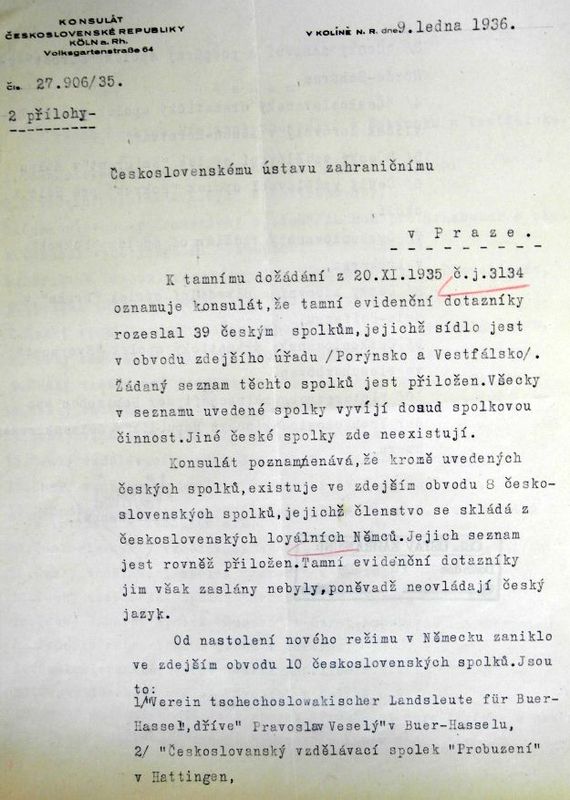 KONSULÁT
ČESKOSLOVENSKÉ REPUBLIKY
KÖLN a. Rh.
Volksgartenstraße 64
V KOLÍNĚ N. R. dne 9. ledna 1936.
Čís. 27.906/35.
2 přílohy-
Československému ústavu zahraničnímu
v Praze.
K tamnímu dožádání z 20.XI.1935 č.j.3134
oznamuje konsulát,že tamní evidenční dotazníky
rozeslal 39 českým spolkům,jejichž sídlo jest
v obvodu zdejšího úřadu /Porýnsko a Vestfálsko/.
Žádaný seznam těchto spolků jest přiložen.Všecky
v seznamu uvedené spolky vyvíjí dosud spolkovou
činnost.Jiné české spolky zde neexistují.
Konsulát poznamenává,že kromě uvedených
českých spolků,existuje ve zdejším obvodu 8 česko-
slovenských spolků,jejichž členstvo se skládá z
československých loyálních Němců.Jejich seznam
jest rovněž přiložen.Tamní evidenční dotazníky
jim však zaslány nebyly,poněvadž neovládají český
jazyk.
Od nastolení nového režimu v Německu zaniklo
ve zdejším obvodu 10 československých spolků.Jsou
to:
1/"Verein tschechoslowakischer Landsleute für Buer-
Hassel",dříve" Pravoslav Veselý"v Buer-Hasselu,
2/ "Českoslovanský vzdělávací spolek "Probuzení"
v Hattingen,